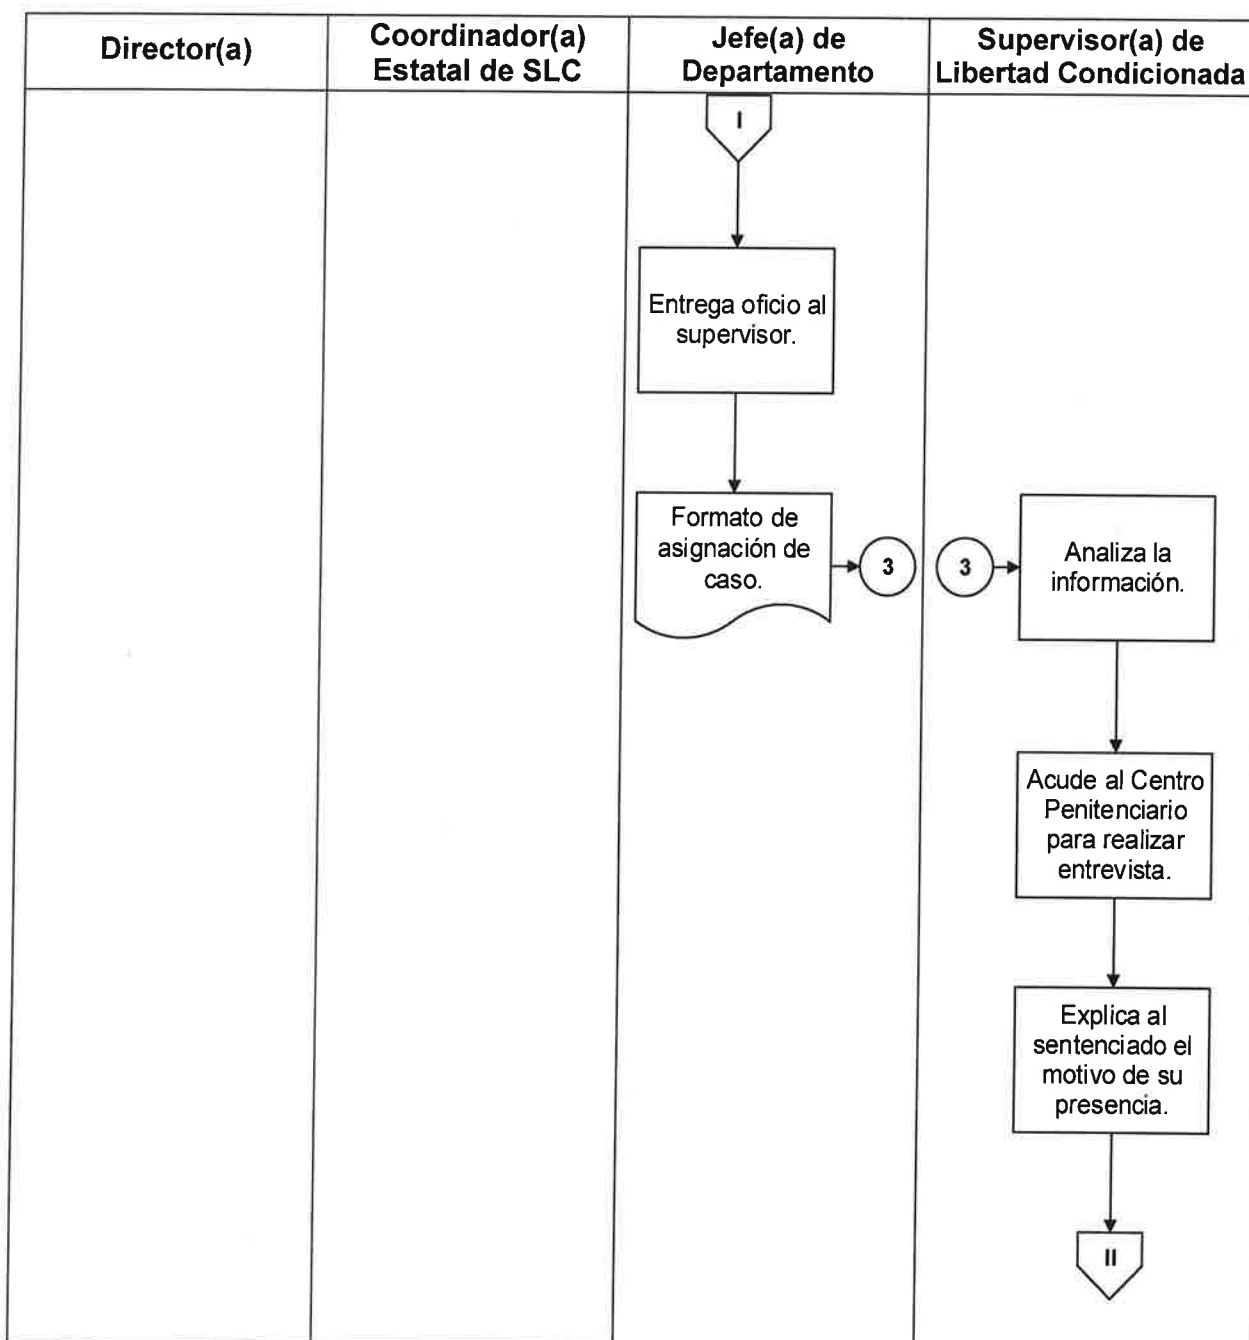 Director(a)
Coordinador(a)
Estatal de SLC
Jefe(a) de
Departamento
Supervisor(a) de
Libertad Condicionada
I
Entrega oficio al
supervisor.
Formato de
asignación de
caso.
3
3
Analiza la
información.
Acude al Centro
Penitenciario
para realizar
entrevista.
Explica al
sentenciado el
motivo de su
presencia.
II